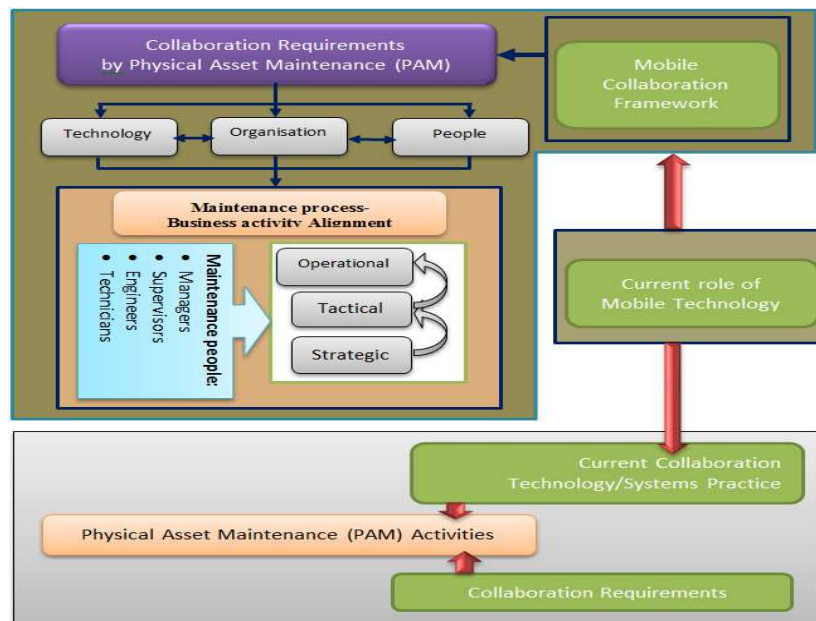 Collaboration Requirements
by Physical Asset Maintenance (PAM)
Mobile
Collaboration
Framework
Technology
Organisation
People
Maintenance process-
Business activity Alignment
Maintenance people:
• Managers
• Supervisors
• Engineers
• Technicians
Operational
Tactical
Strategic
Current role of
Mobile Technology
Current Collaboration
Technology/Systems Practice
Physical Asset Maintenance (PAM) Activities
Collaboration Requirements